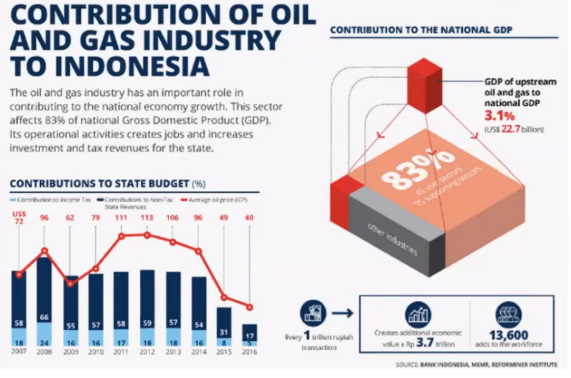 CONTRIBUTION OF OIL
AND GAS INDUSTRY
TO INDONESIA
The oil and gas industry has an important role in
contributing to the national economy growth. This sector
affects 83% of national Gross Domestic Product (GDP).
Its operational activities creates jobs and increases
investment and tax revenues for the state.
CONTRIBUTIONS TO STATE BUDGET (%)
Contribution to Income Tax
Contributions to Non-Tax
State Revenues
Average oil price (ICP)
US$
72 96 62 79 111 113 106 96 49 40
58 66 55 57 58 59 57 54 31 17
18 24 16 16 17 18 16 16 8
2007 2008 2009 2010 2011 2012 2013 2014 2015 2016
CONTRIBUTION TO THE NATIONAL GDP
GDP of upstream
oil and gas to
national GDP
3.1%
(US$ 22.7 billion)
83%
45 user sectors
75 supporting sectors
other industries
Every 1 trillion rupiah
transaction
Creates additional economic
value a Rp 3.7 trillion
13,600
adds to the workforce
SOURCE: BANK INDONESIA, MEMR, REFORMINER INSTITUTE